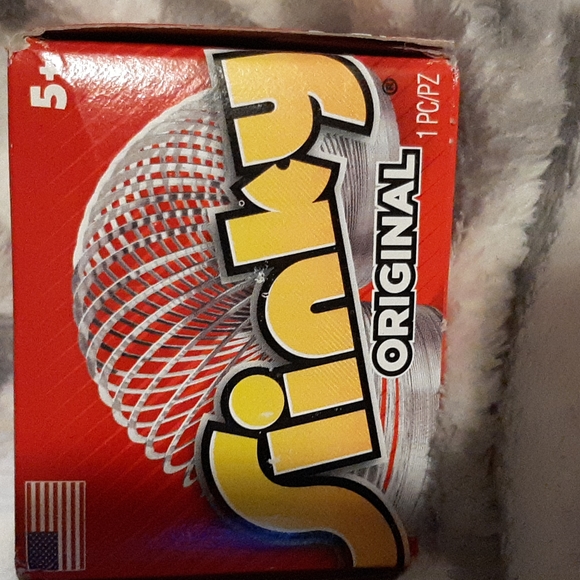 5+
Slinky®
ORIGINAL
1 PC/PZ